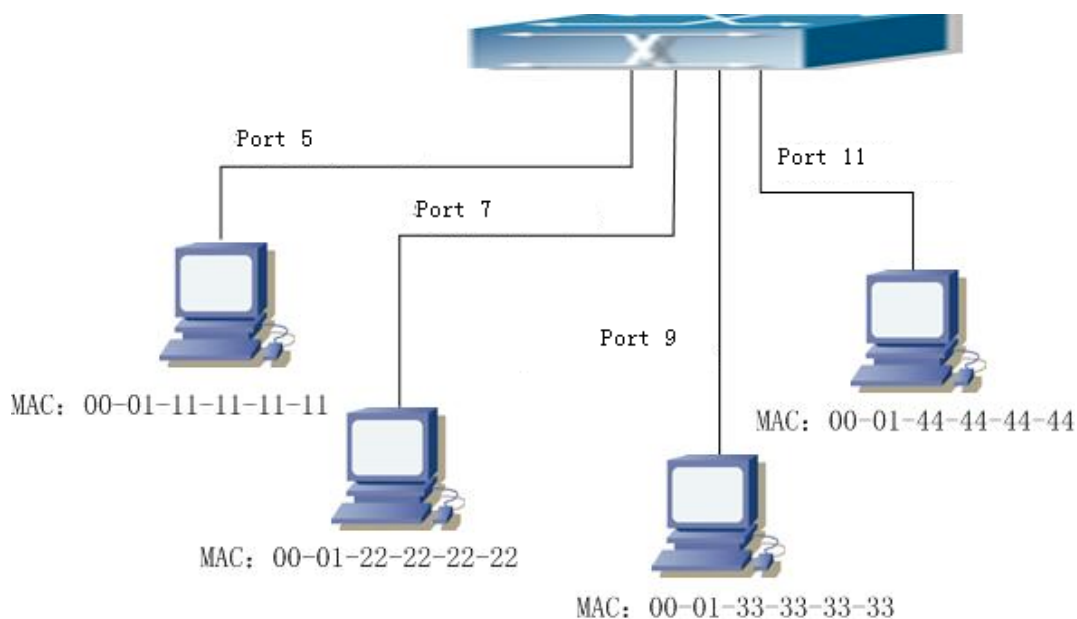 Port 5
Port 11
Port 7
Port 9
MAC: 00-01-11-11-11-11
MAC: 00-01-44-44-44-44
MAC: 00-01-22-22-22-22
MAC: 00-01-33-33-33-33